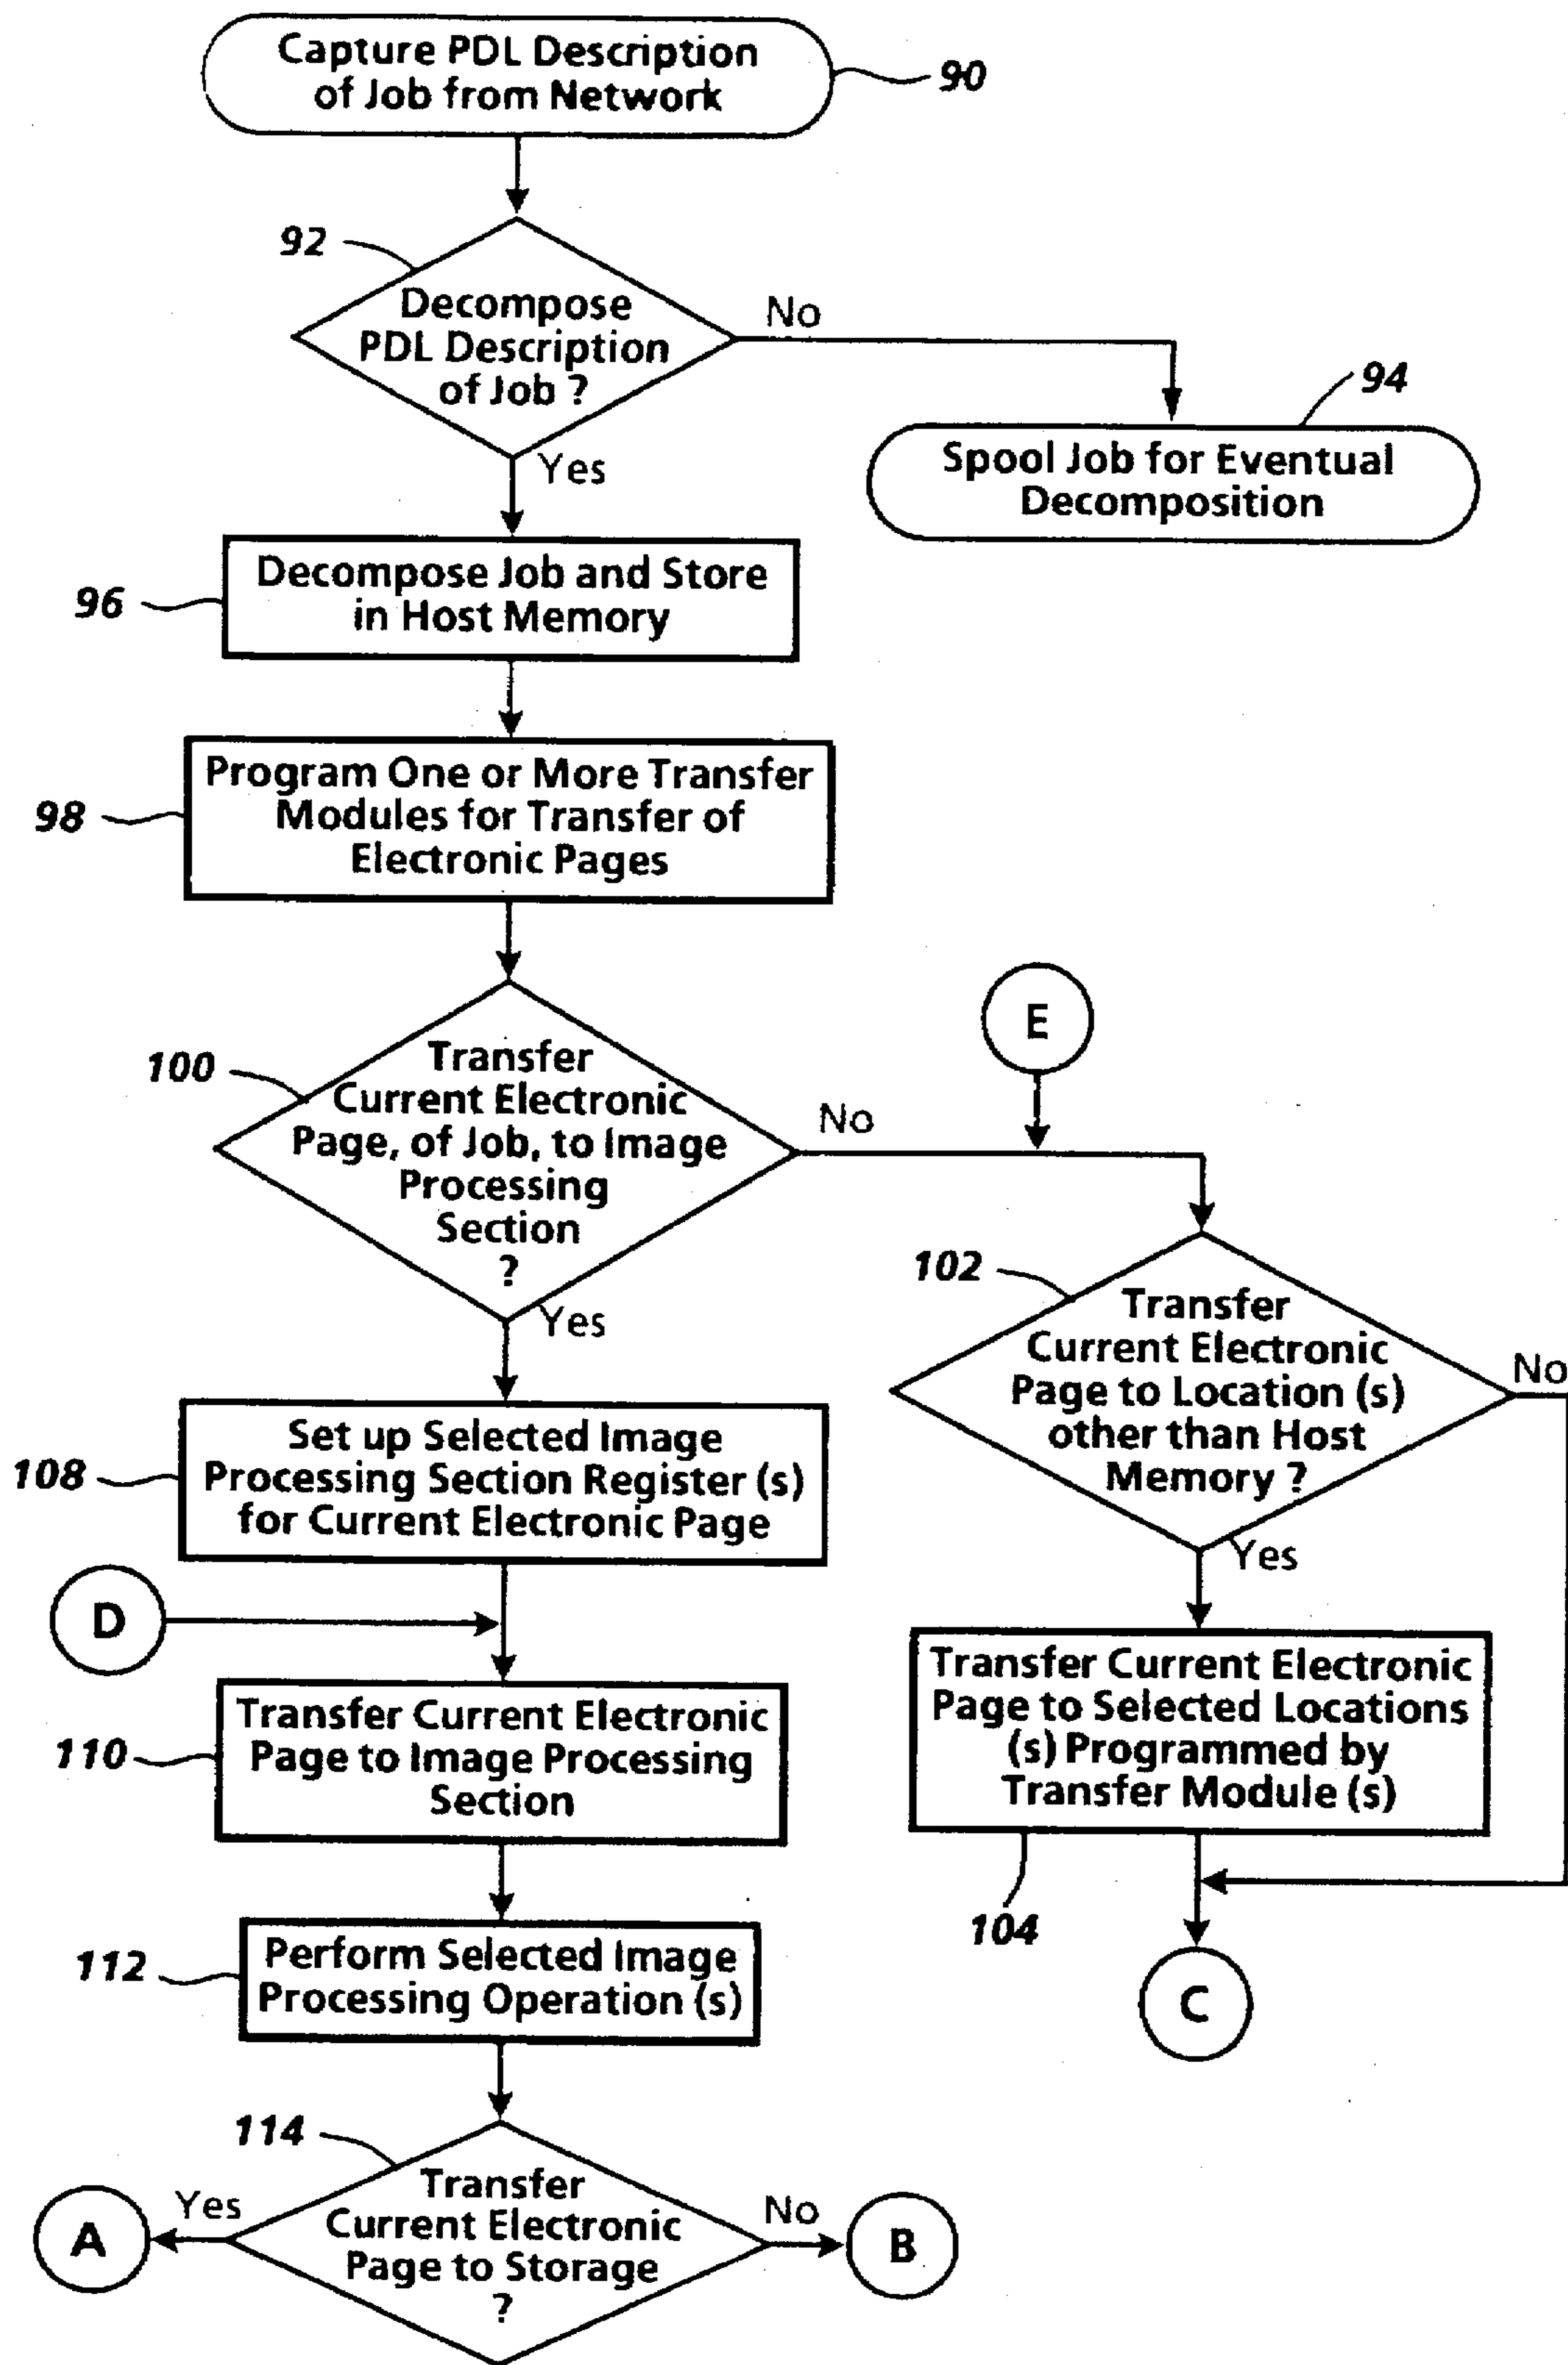 Capture PDL Description
of Job from Network
90
92
Decompose
PDL Description
of Job ?
No
Yes
94
Spool Job for Eventual
Decomposition
96
Decompose Job and Store
in Host Memory
98
Program One or More Transfer
Modules for Transfer of
Electronic Pages
100
Transfer
Current Electronic
Page, of Job, to Image
Processing
Section
?
No
Yes
E
102
Transfer
Current Electronic
Page to Location (s)
other than Host
Memory ?
No
Yes
108
Set up Selected Image
Processing Section Register (s)
for Current Electronic Page
D
110
Transfer Current Electronic
Page to Image Processing
Section
Transfer Current Electronic
Page to Selected Locations
(s) Programmed by
Transfer Module (s)
104
C
112
Perform Selected Image
Processing Operation (s)
114
Transfer
Current Electronic
Page to Storage
?
Yes
A
No
B